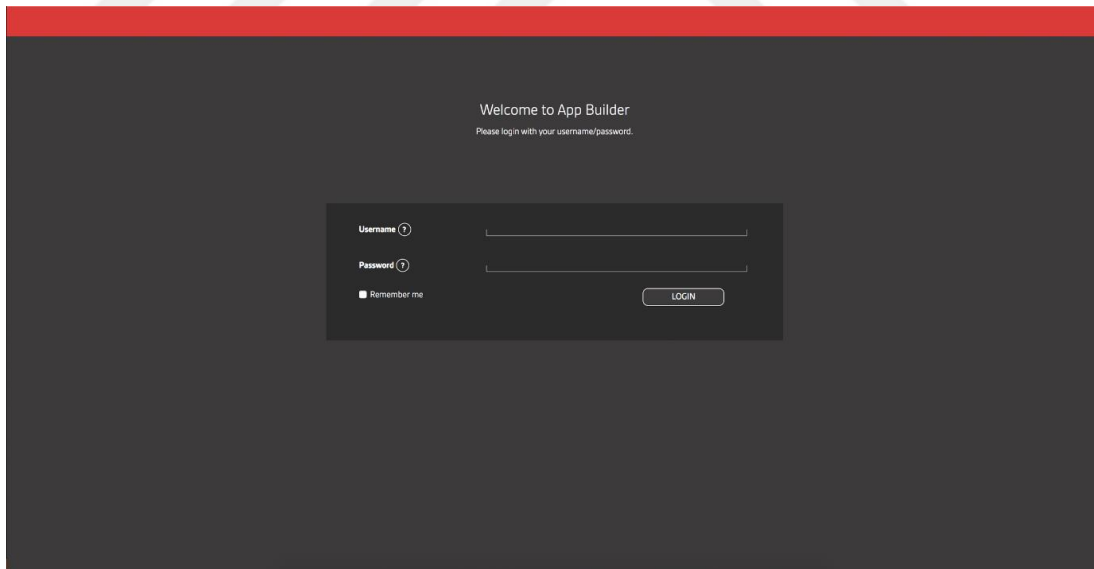 Welcome to App Builder
Please login with your username/password.
Username ?
Password ?
Remember me
LOGIN